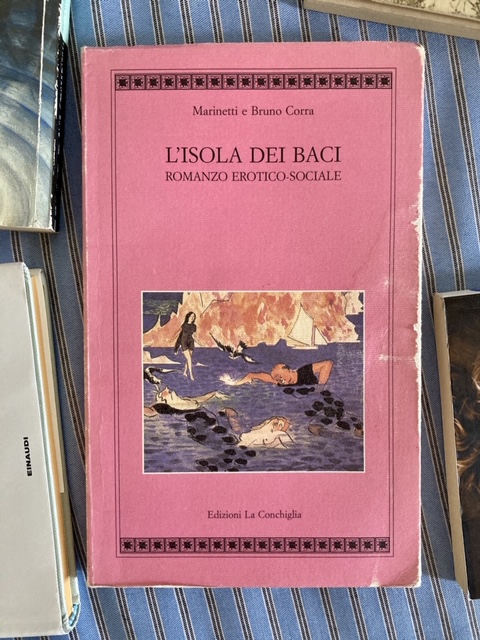 Marinetti e Bruno Corra
L'ISOLA DEI BACI
ROMANZO EROTICO-SOCIALE
Edizioni La Conchiglia
EINAUDI